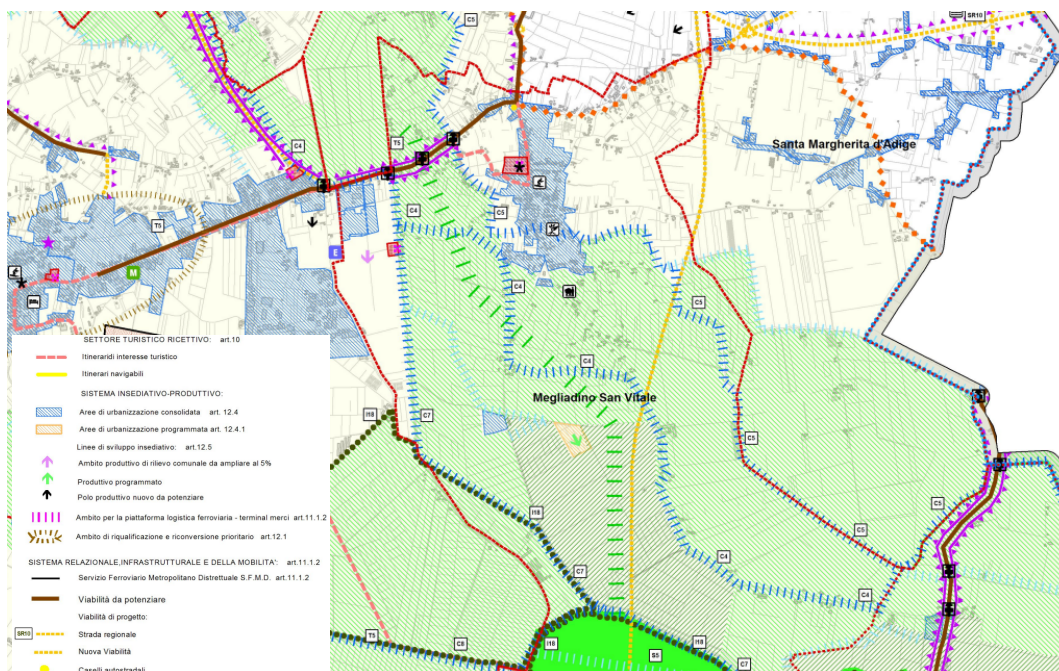 C5
SR10
C4
T5
Santa Margherita d'Adige
T5
C4
C5
E
C4
M
C5
C4
Megliadino San Vitale
I18
C7
C5
I18
C5
C5
C7
C4
C4
T5
C6
I18
S5
I18
C7
SETTORE TURISTICO RICETTIVO: art.10
Itineraridi interesse turistico
Itinerari navigabili
SISTEMA INSEDIATIVO-PRODUTTIVO:
Aree di urbanizzazione consolidata art. 12.4
Aree di urbanizzazione programmata art. 12.4.1
Linee di sviluppo insediativo: art.12.5
Ambito produttivo di rilievo comunale da ampliare al 5%
Produttivo programmato
Polo produttivo nuovo da potenziare
Ambito per la piattaforma logistica ferroviaria - terminal merci art.11.1.2
Ambito di riqualificazione e riconversione prioritario art.12.1
SISTEMA RELAZIONALE,INFRASTRUTTURALE E DELLA MOBILITA': art.11.1.2
Servizio Ferroviario Metropolitano Distrettuale S.F.M.D. art.11.1.2
Viabilità da potenziare
Viabilità di progetto:
SR10 Strada regionale
Nuova Viabilità
Caselli autostradali